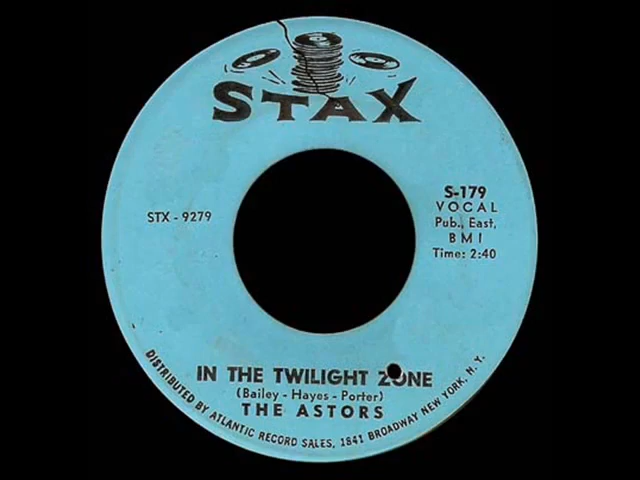 STAX
STX - 9279
S-179
VOCAL
Pub., East,
BMI
Time: 2:40
IN THE TWILIGHT ZONE
(Bailey - Hayes - Porter)
THE ASTORS
DISTRIBUTED BY ATLANTIC RECORD SALES, 1841 BROADWAY NEW YORK, N. Y.